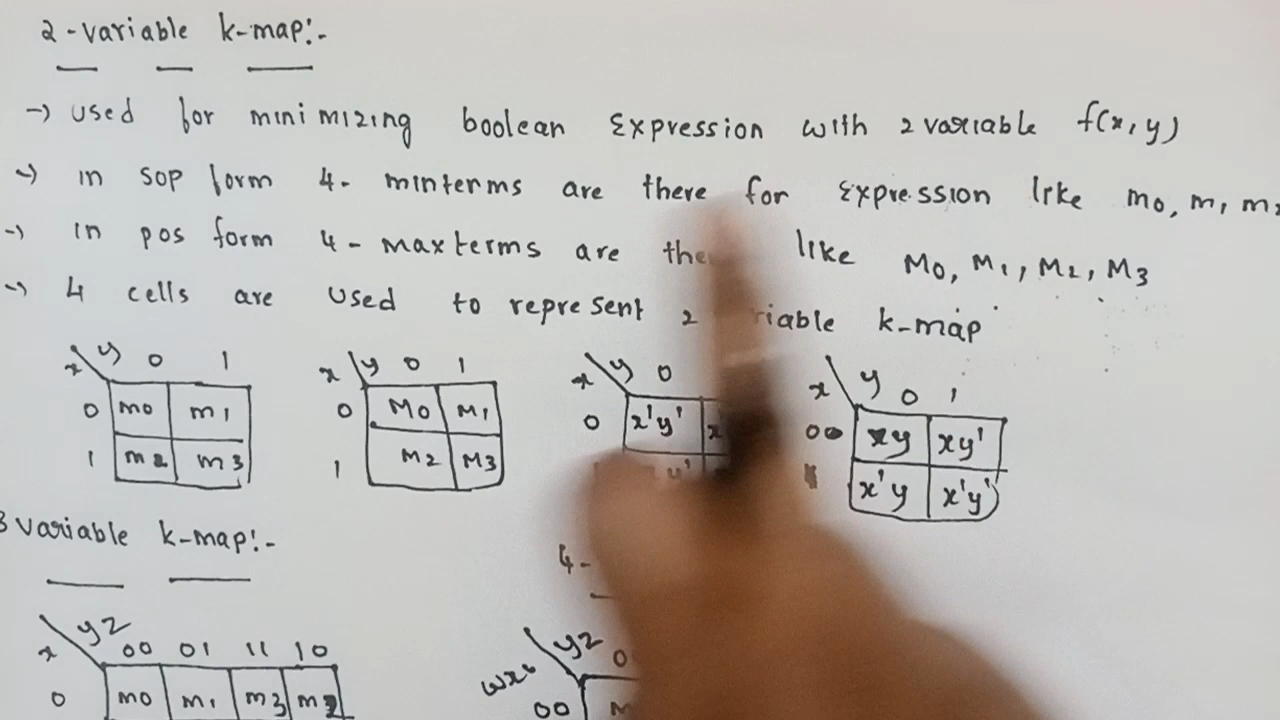 2-variable k-map:-
→ used for minimizing boolean Expression with 2 variable f(x,y)
→ in sop form 4- minterms are there for Expression like m0, m1 m2
→ in pos form 4-maxterms are like M0, M1, M2, M3
→ 4 cells are used to represent 2 k-map
x y 0 1
0 m0 m1
1 m2 m3
x y 0 1
0 M0 M1
1 M2 M3
x y 0
0 x'y'
x y 0 1
00 xy xy'
x'y x'y'
3 variable k-map:-
4-
x yz 00 01 11 10
0 m0 m1 m3 m2
wx yz
00